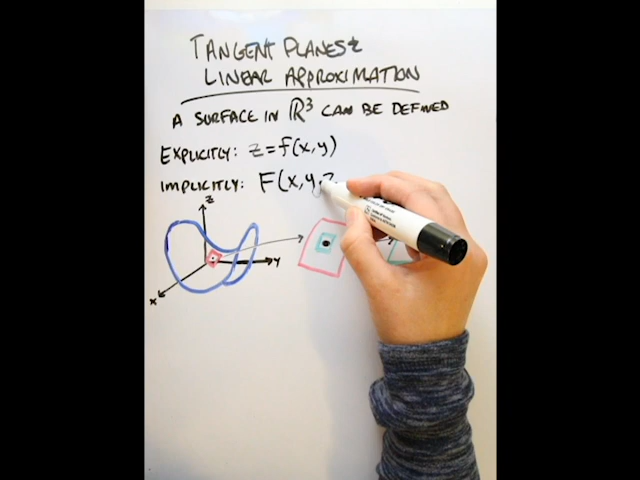 TANGENT PLANES &
LINEAR APPROXIMATION
A SURFACE IN ℝ³ CAN BE DEFINED
EXPLICITLY: z = f(x,y)
IMPLICITLY: F(x,y,z
z
y
x